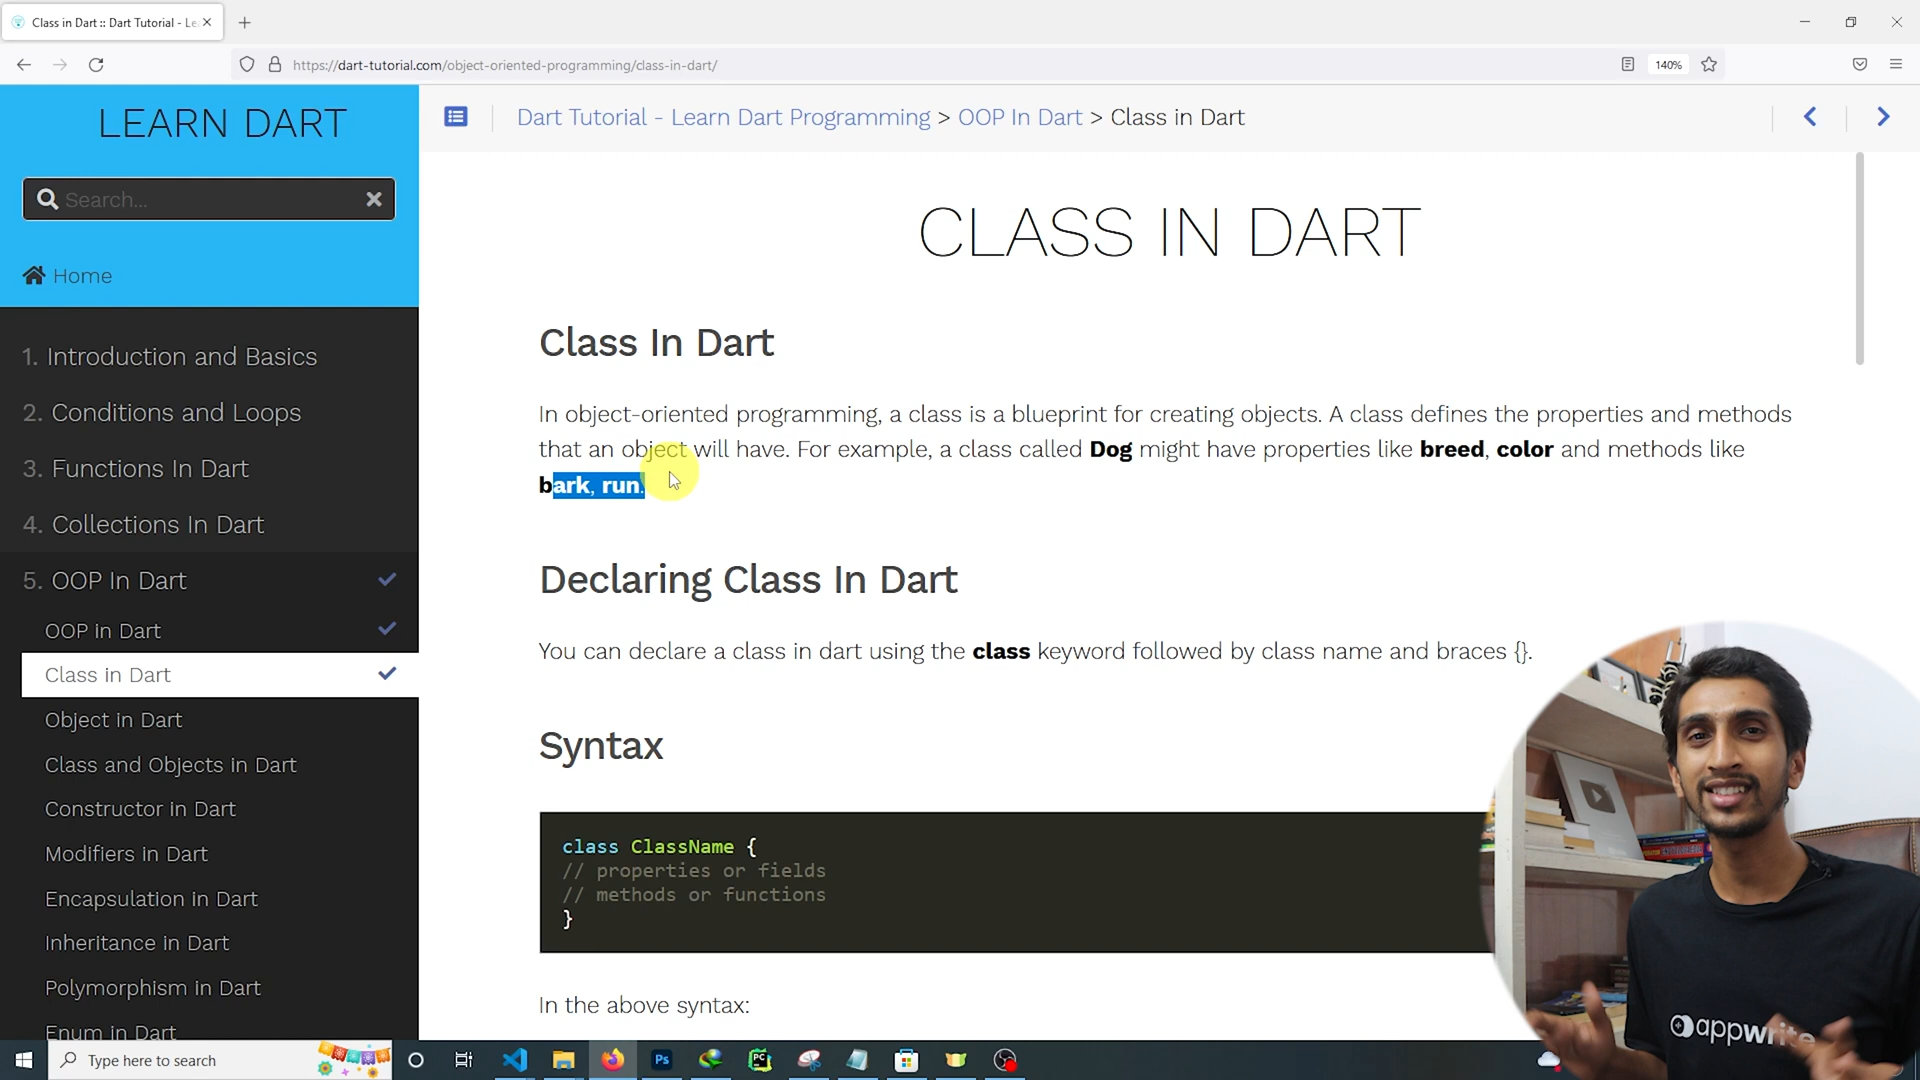 Class in Dart :: Dart Tutorial - Le
https://dart-tutorial.com/object-oriented-programming/class-in-dart/
140%
LEARN DART
Search...
Home
1. Introduction and Basics
2. Conditions and Loops
3. Functions In Dart
4. Collections In Dart
5. OOP In Dart
OOP in Dart
Class in Dart
Object in Dart
Class and Objects in Dart
Constructor in Dart
Modifiers in Dart
Encapsulation in Dart
Inheritance in Dart
Polymorphism in Dart
Enum in Dart
Dart Tutorial - Learn Dart Programming > OOP In Dart > Class in Dart
CLASS IN DART
Class In Dart
In object-oriented programming, a class is a blueprint for creating objects. A class defines the properties and methods
that an object will have. For example, a class called Dog might have properties like breed, color and methods like
bark, run.
Declaring Class In Dart
You can declare a class in dart using the class keyword followed by class name and braces {}.
Syntax
class ClassName {
// properties or fields
// methods or functions
}
In the above syntax:
appwrite
Type here to search
Ps
PC